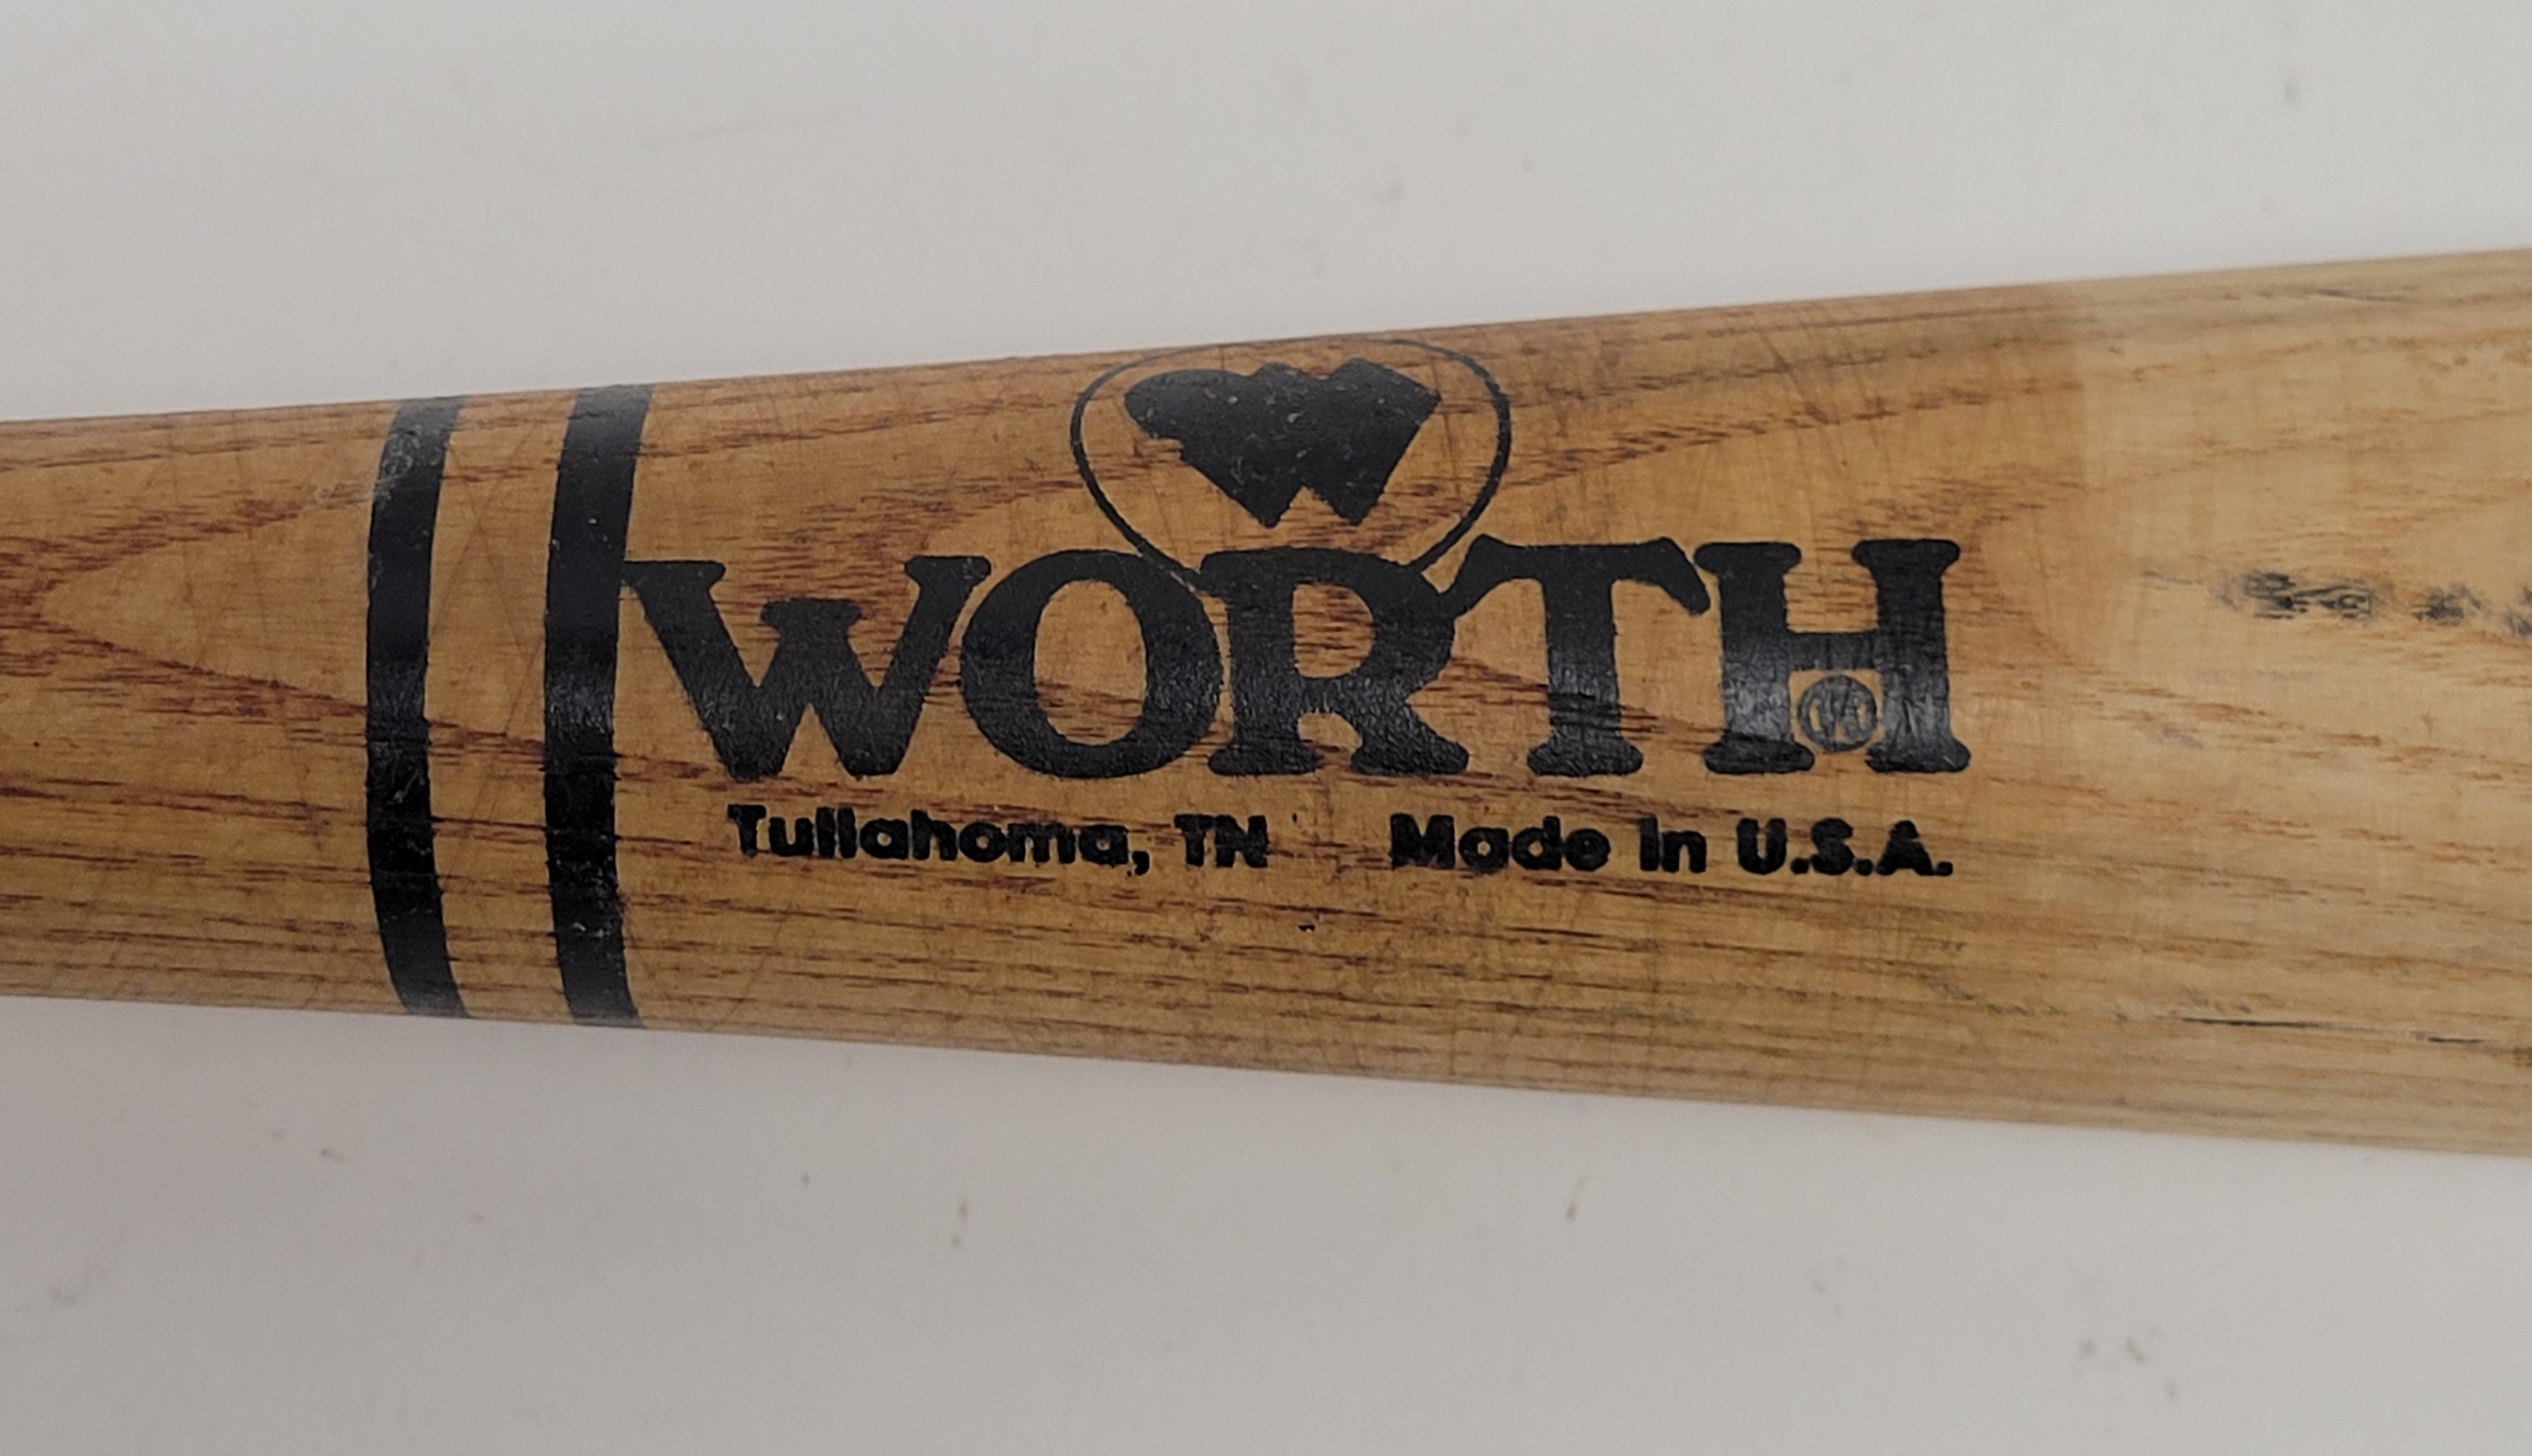 W
WORTH®
Tullahoma, TN Made In U.S.A.